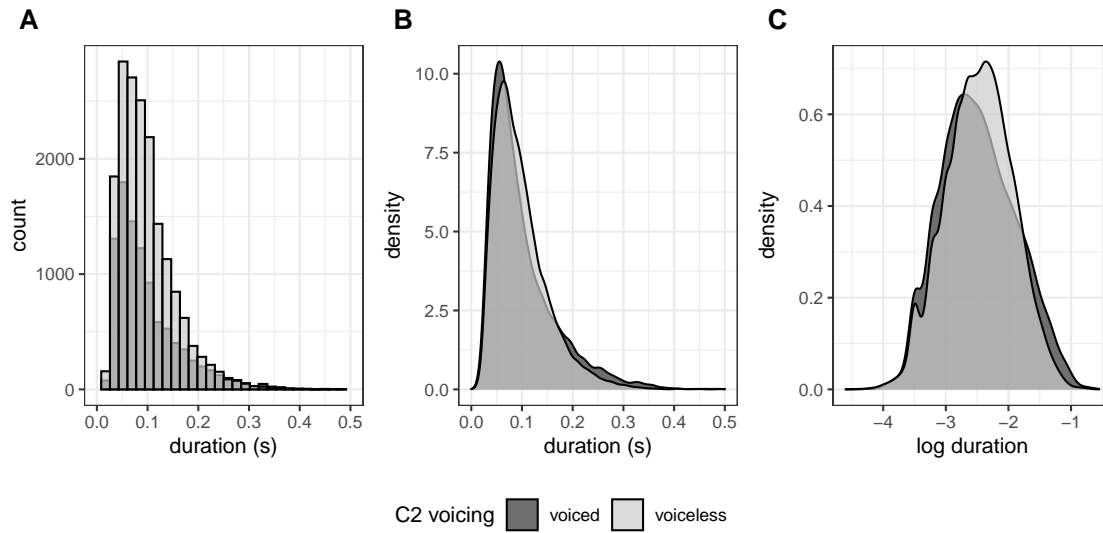 A
B
C
count
2000
1000
0
0.0 0.1 0.2 0.3 0.4 0.5
duration (s)
density
10.0
7.5
5.0
2.5
0.0
0.0 0.1 0.2 0.3 0.4 0.5
duration (s)
density
0.6
0.4
0.2
0.0
−4 −3 −2 −1
log duration
C2 voicing voiced voiceless